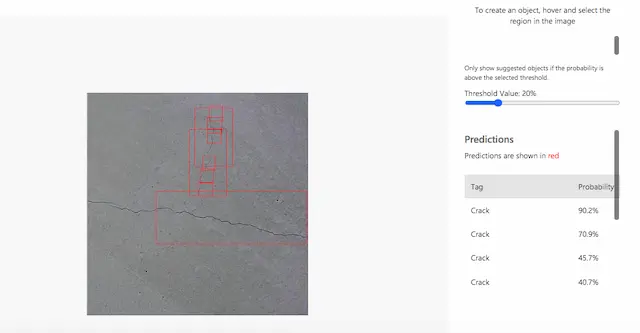 To create an object, hover and select the
region in the image
Only show suggested objects if the probability is
above the selected threshold.
Threshold Value: 20%
Predictions
Predictions are shown in red
Tag Probability
Crack 90.2%
Crack 70.9%
Crack 45.7%
Crack 40.7%